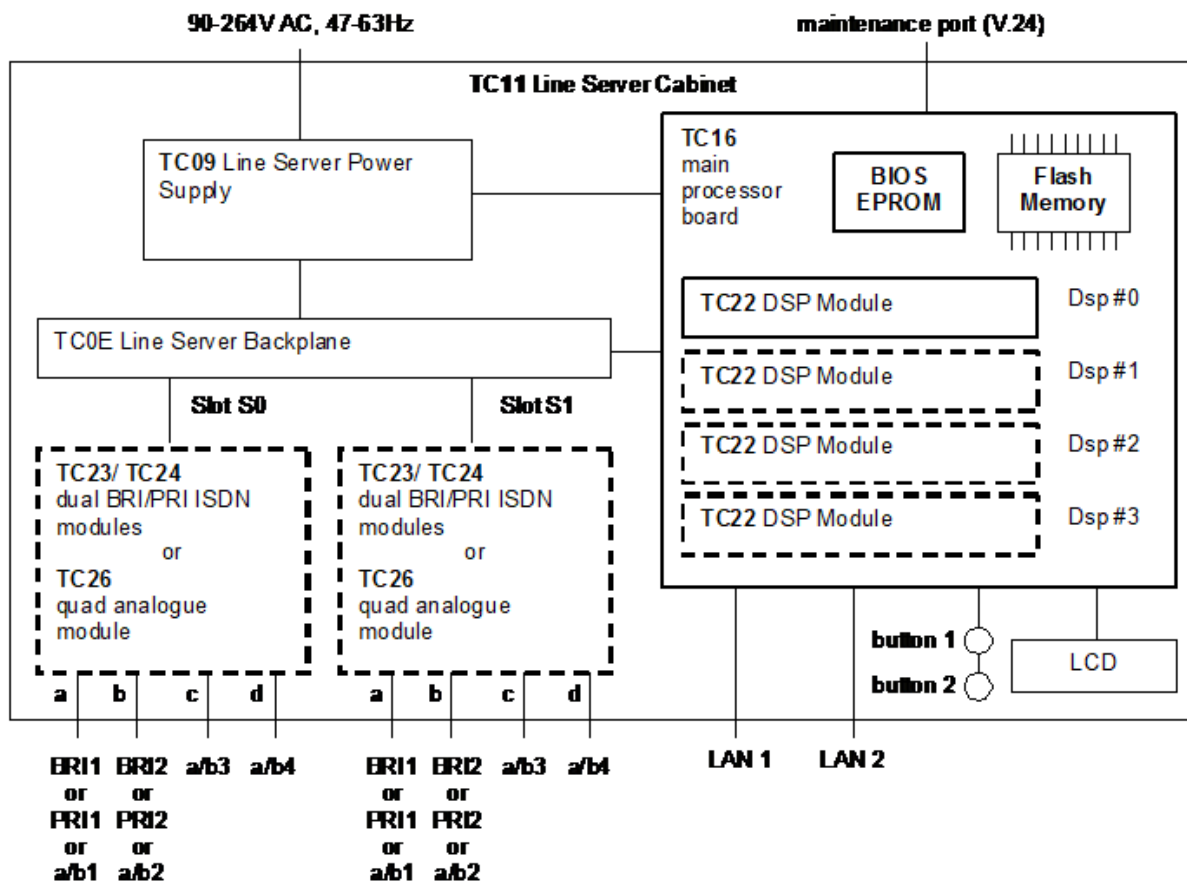 90-264V AC, 47-63Hz
maintenance port (V.24)
TC11 Line Server Cabinet
TC09 Line Server Power
Supply
TC16
main
processor
board
BIOS
EPROM
Flash
Memory
TC22 DSP Module
Dsp #0
TC22 DSP Module
Dsp #1
TC22 DSP Module
Dsp #2
TC22 DSP Module
Dsp #3
TC0E Line Server Backplane
Slot S0
Slot S1
TC23/ TC24
dual BRI/PRI ISDN
modules
or
TC26
quad analogue
module
TC23/ TC24
dual BRI/PRI ISDN
modules
or
TC26
quad analogue
module
button 1
button 2
LCD
a b c d
a b c d
BRI1 BRI2 a/b3 a/b4
or or
PRI1 PRI2
or or
a/b1 a/b2
BRI1 BRI2 a/b3 a/b4
or or
PRI1 PRI2
or or
a/b1 a/b2
LAN 1
LAN 2